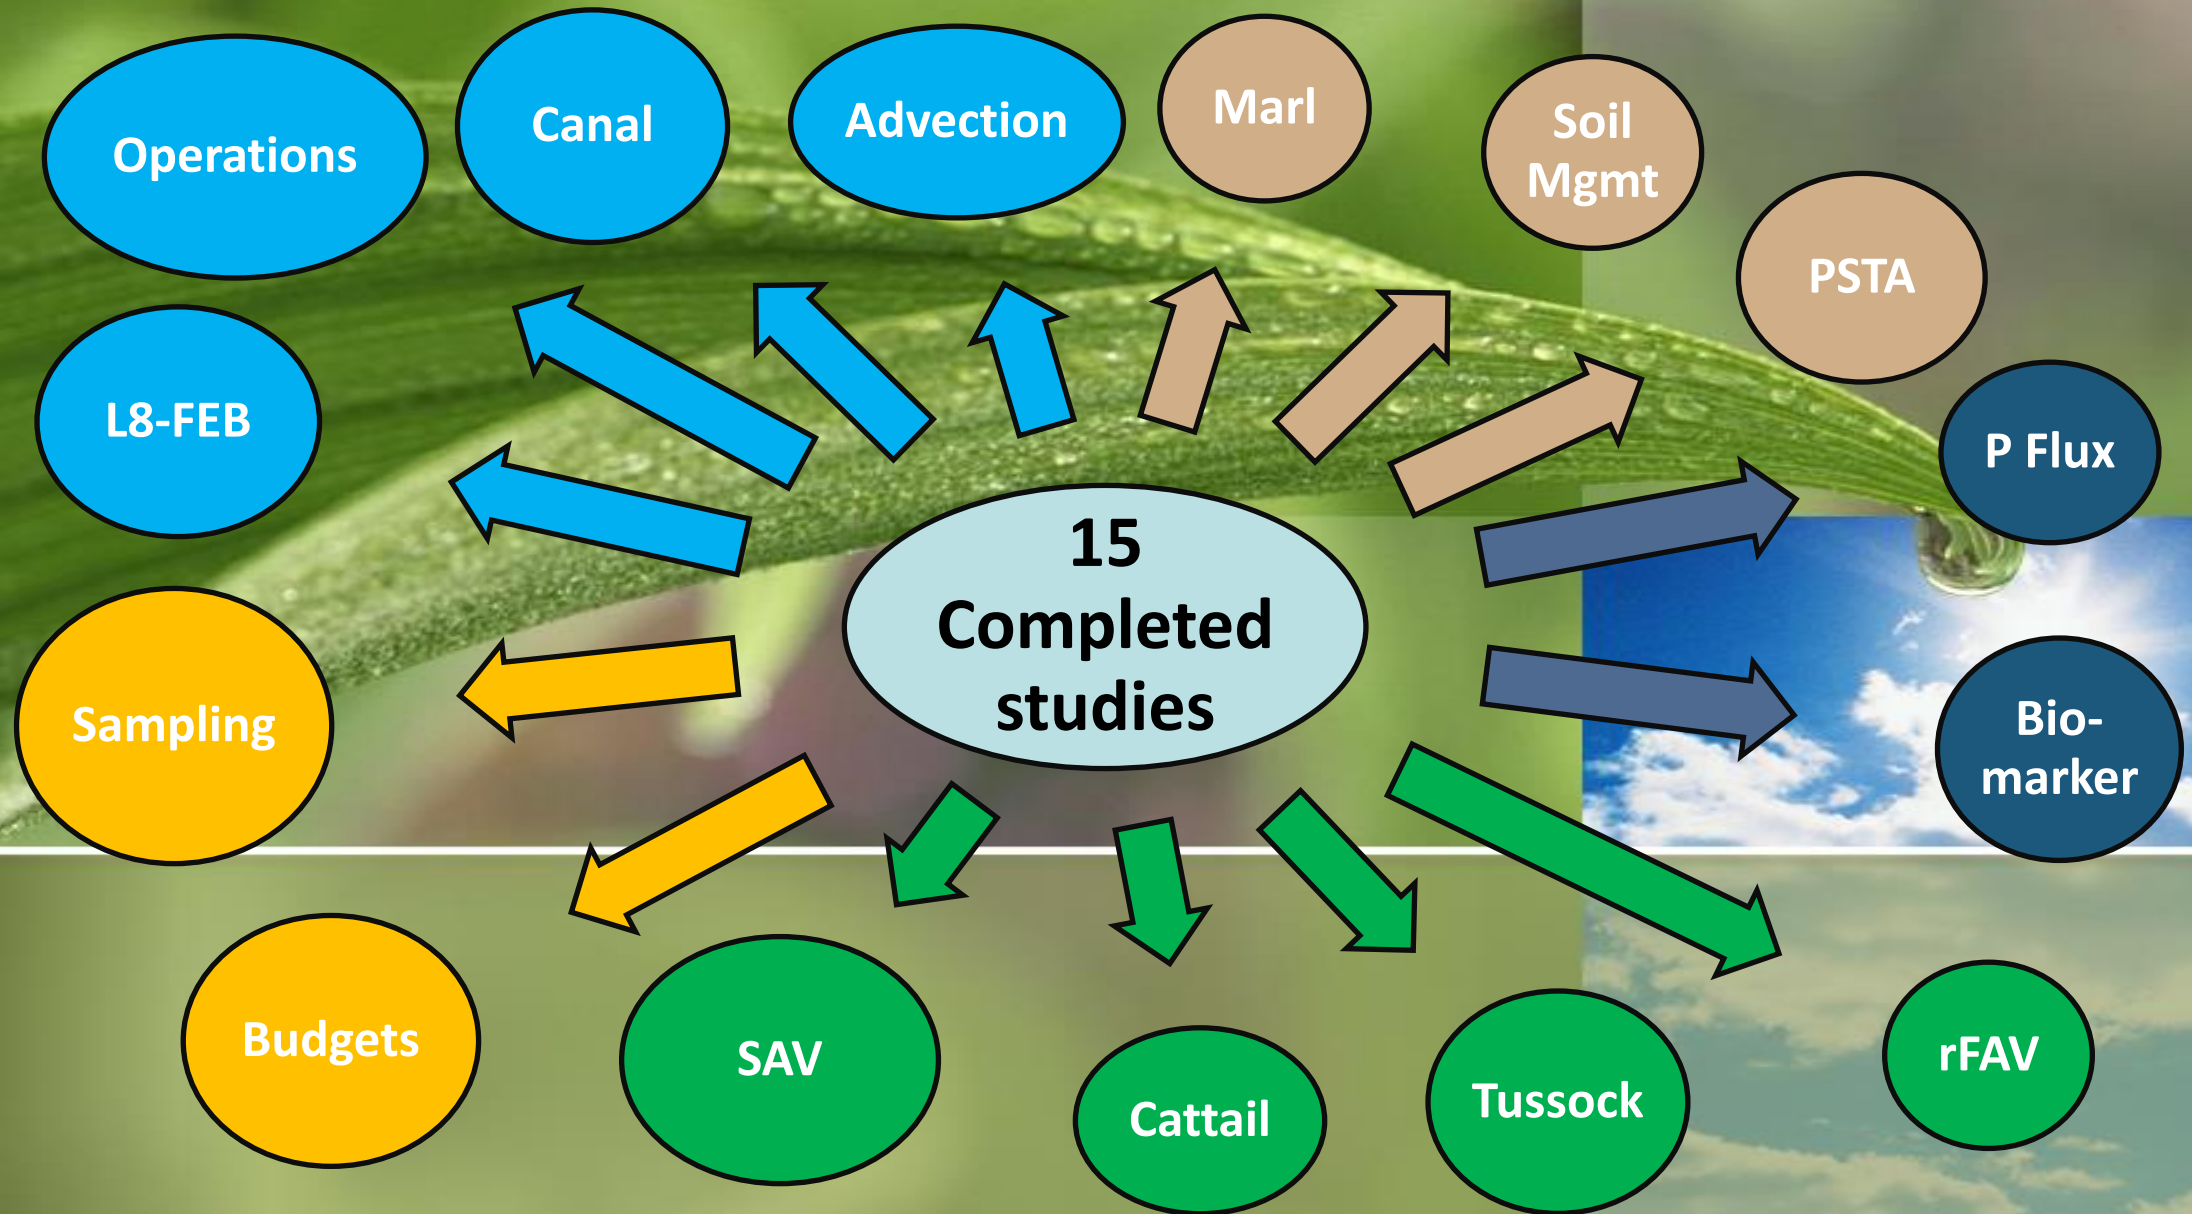 Operations
Canal
Advection
Marl
Soil
Mgmt
PSTA
L8-FEB
P Flux
15
Completed
studies
Sampling
Bio-
marker
Budgets
SAV
Cattail
Tussock
rFAV